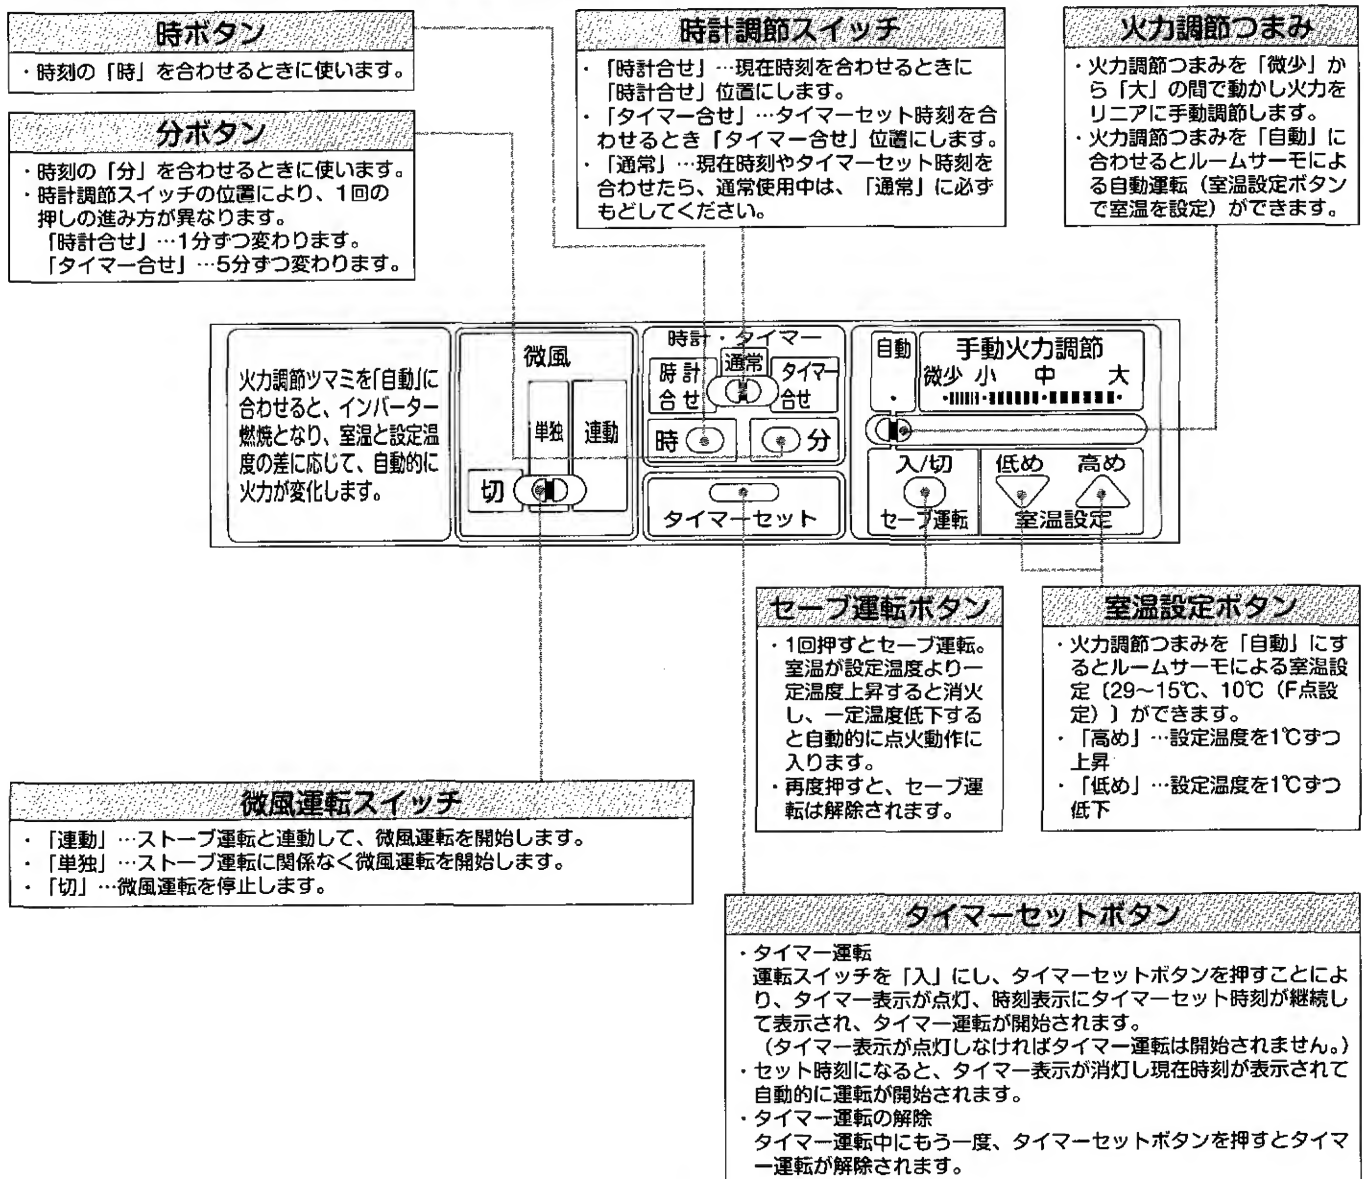 時ボタン
・時刻の「時」を合わせるときに使います。
分ボタン
・時刻の「分」を合わせるときに使います。
・時計調節スイッチの位置により、1回の
押しの進み方が異なります。
「時計合せ」…1分ずつ変わります。
「タイマー合せ」…5分ずつ変わります。
時計調節スイッチ
・「時計合せ」…現在時刻を合わせるときに
「時計合せ」位置にします。
・「タイマー合せ」…タイマーセット時刻を合
わせるとき「タイマー合せ」位置にします。
・「通常」…現在時刻やタイマーセット時刻を
合わせたら、通常使用中は、「通常」に必ず
もどしてください。
火力調節つまみ
・火力調節つまみを「微少」か
ら「大」の間で動かし火力を
リニアに手動調節します。
・火力調節つまみを「自動」に
合わせるとルームサーモによ
る自動運転（室温設定ボタン
で室温を設定）ができます。
火力調節ツマミを「自動」に
合わせると、インバーター
燃焼となり、室温と設定温
度の差に応じて、自動的に
火力が変化します。
微風
単独
連動
切
時計・タイマー
時計
合せ
通常
タイマー
合せ
時
分
タイマーセット
自動
手動火力調節
微少 小 中 大
入/切
セーブ運転
低め 高め
室温設定
セーブ運転ボタン
・1回押すとセーブ運転。
室温が設定温度より一
定温度上昇すると消火
し、一定温度低下する
と自動的に点火動作に
入ります。
・再度押すと、セーブ運
転は解除されます。
室温設定ボタン
・火力調節つまみを「自動」にす
るとルームサーモによる室温設
定〔29～15℃、10℃（F点設
定）〕ができます。
・「高め」…設定温度を1℃ずつ
上昇
・「低め」…設定温度を1℃ずつ
低下
微風運転スイッチ
・「連動」…ストーブ運転と連動して、微風運転を開始します。
・「単独」…ストーブ運転に関係なく微風運転を開始します。
・「切」…微風運転を停止します。
タイマーセットボタン
・タイマー運転
運転スイッチを「入」にし、タイマーセットボタンを押すことによ
り、タイマー表示が点灯、時刻表示にタイマーセット時刻が継続し
て表示され、タイマー運転が開始されます。
（タイマー表示が点灯しなければタイマー運転は開始されません。）
・セット時刻になると、タイマー表示が消灯し現在時刻が表示されて
自動的に運転が開始されます。
・タイマー運転の解除
タイマー運転中にもう一度、タイマーセットボタンを押すとタイマ
ー運転が解除されます。